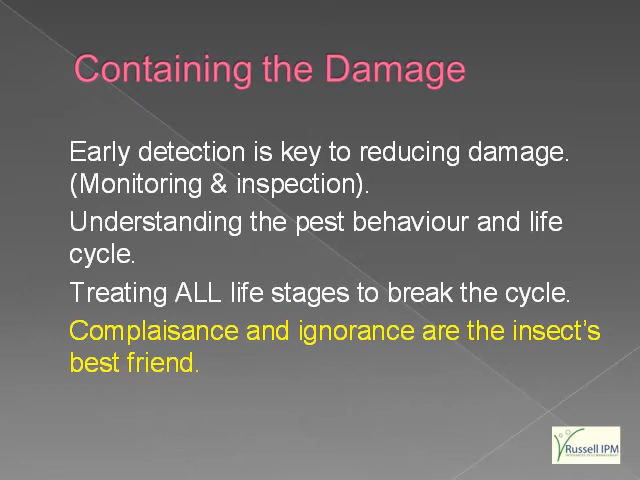 Containing the Damage
Early detection is key to reducing damage.
(Monitoring & inspection).
Understanding the pest behaviour and life
cycle.
Treating ALL life stages to break the cycle.
Complaisance and ignorance are the insect's
best friend.
Russell IPM